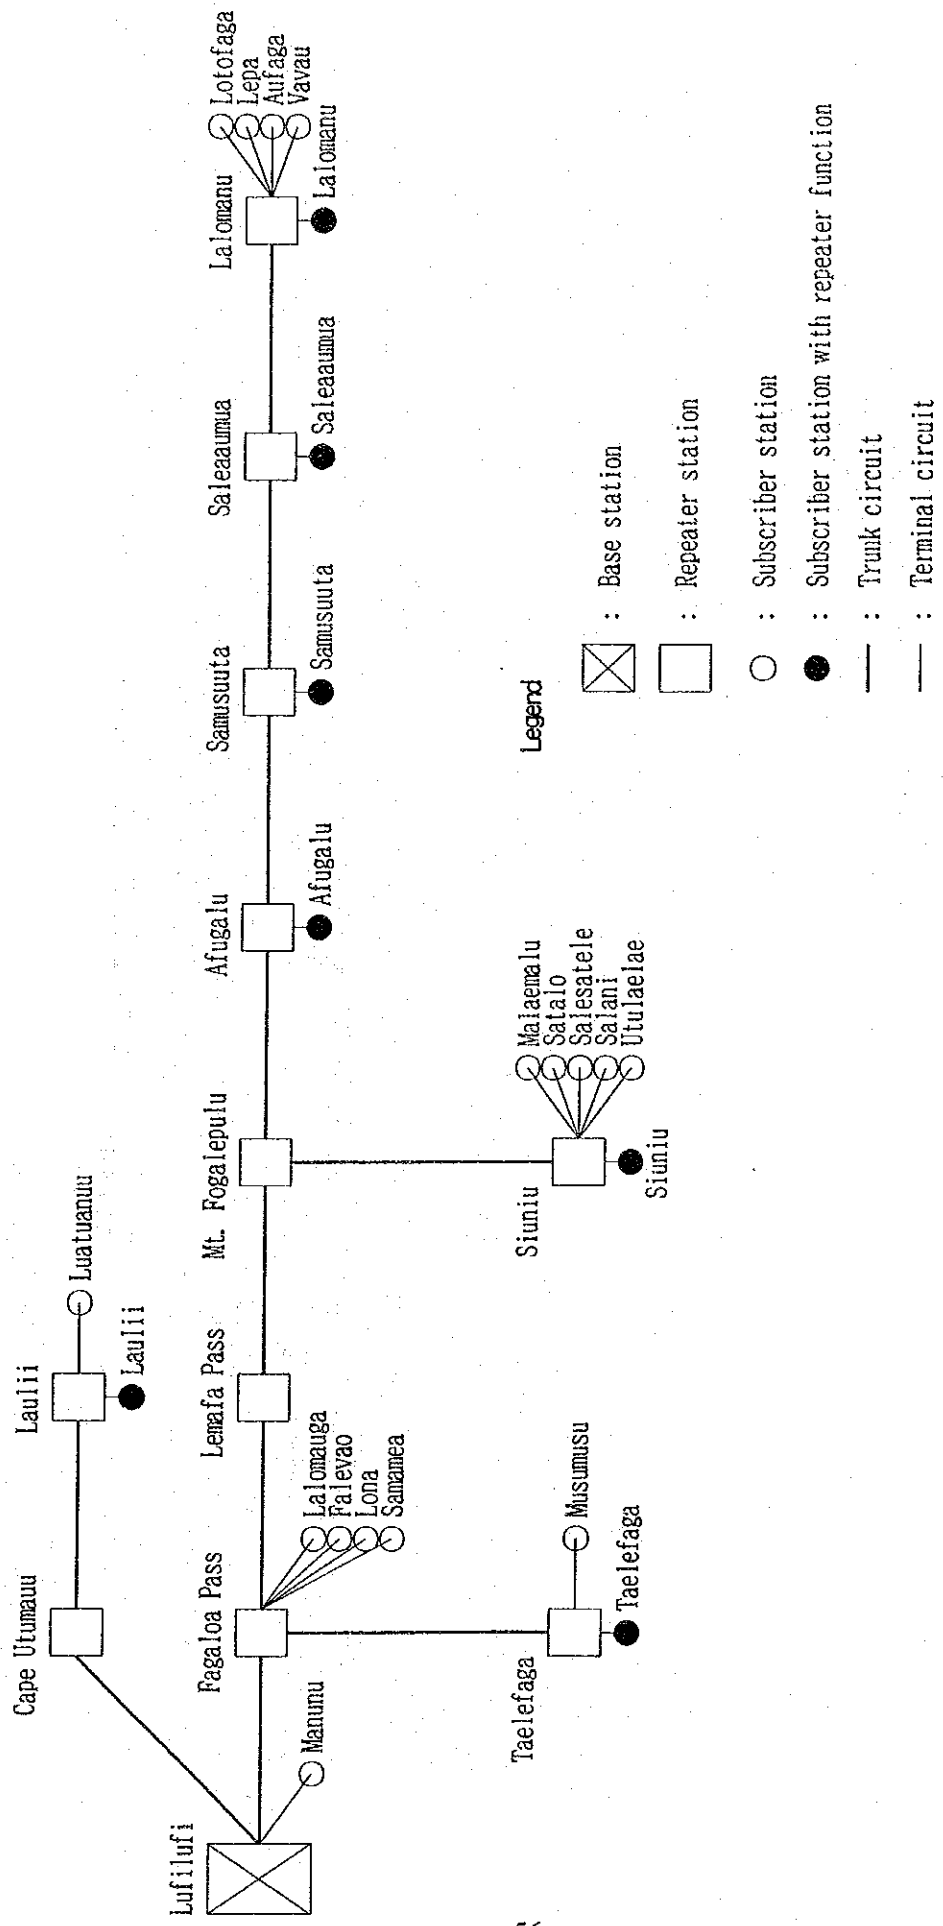 Lufilufi
Manunu
Cape Utumauu
Laulii
Laulii
Luatuanuu
Fagaloa Pass
Lalomauga
Falevao
Lona
Samamea
Taelefaga
Taelefaga
Musumusu
Lemafa Pass
Mt. Fogalepulu
Siuniu
Siuniu
Malaemalu
Satalo
Salesatele
Salani
Utulaelae
Afugalu
Afugalu
Samusuuta
Samusuuta
Saleaaumua
Saleaaumua
Lalomanu
Lalomanu
Lotofaga
Lepa
Aufaga
Vavau
Legend
: Base station
: Repeater station
: Subscriber station
: Subscriber station with repeater function
: Trunk circuit
: Terminal circuit